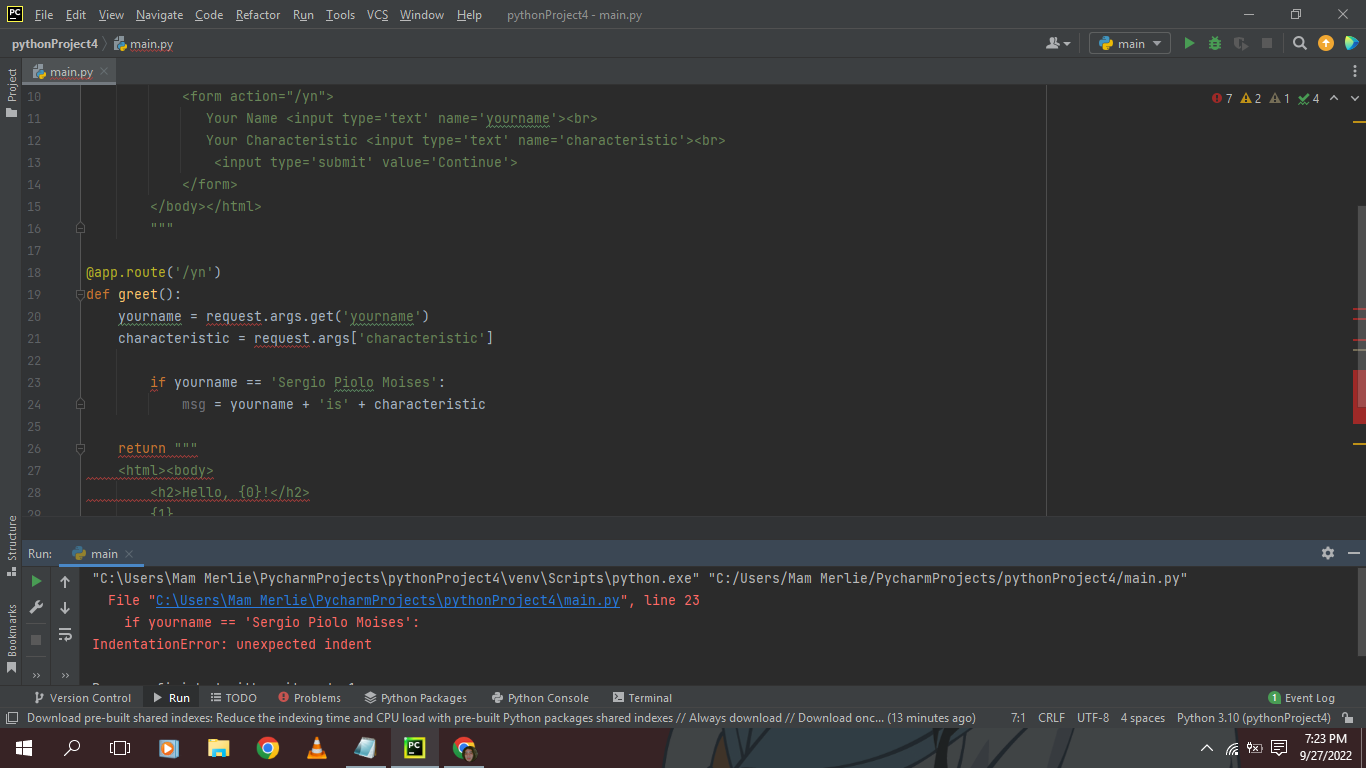 PC File Edit View Navigate Code Refactor Run Tools VCS Window Help pythonProject4 - main.py
pythonProject4 main.py main
Project
main.py
10 <form action="/yn"> 7 2 1 4
11 Your Name <input type='text' name='yourname'><br>
12 Your Characteristic <input type='text' name='characteristic'><br>
13 <input type='submit' value='Continue'>
14 </form>
15 </body></html>
16 """
17
18 @app.route('/yn')
19 def greet():
20 yourname = request.args.get('yourname')
21 characteristic = request.args['characteristic']
22
23 if yourname == 'Sergio Piolo Moises':
24 msg = yourname + 'is' + characteristic
25
26 return """
27 <html><body>
28 <h2>Hello, {0}!</h2>
29 {1}
Structure
Bookmarks
Run: main
"C:\Users\Mam Merlie\PycharmProjects\pythonProject4\venv\Scripts\python.exe" "C:/Users/Mam Merlie/PycharmProjects/pythonProject4/main.py"
File "C:\Users\Mam Merlie\PycharmProjects\pythonProject4\main.py", line 23
if yourname == 'Sergio Piolo Moises':
IndentationError: unexpected indent
Version Control Run TODO Problems Python Packages Python Console Terminal 1 Event Log
Download pre-built shared indexes: Reduce the indexing time and CPU load with pre-built Python packages shared indexes // Always download // Download onc... (13 minutes ago) 7:1 CRLF UTF-8 4 spaces Python 3.10 (pythonProject4)
PC
7:23 PM
9/27/2022